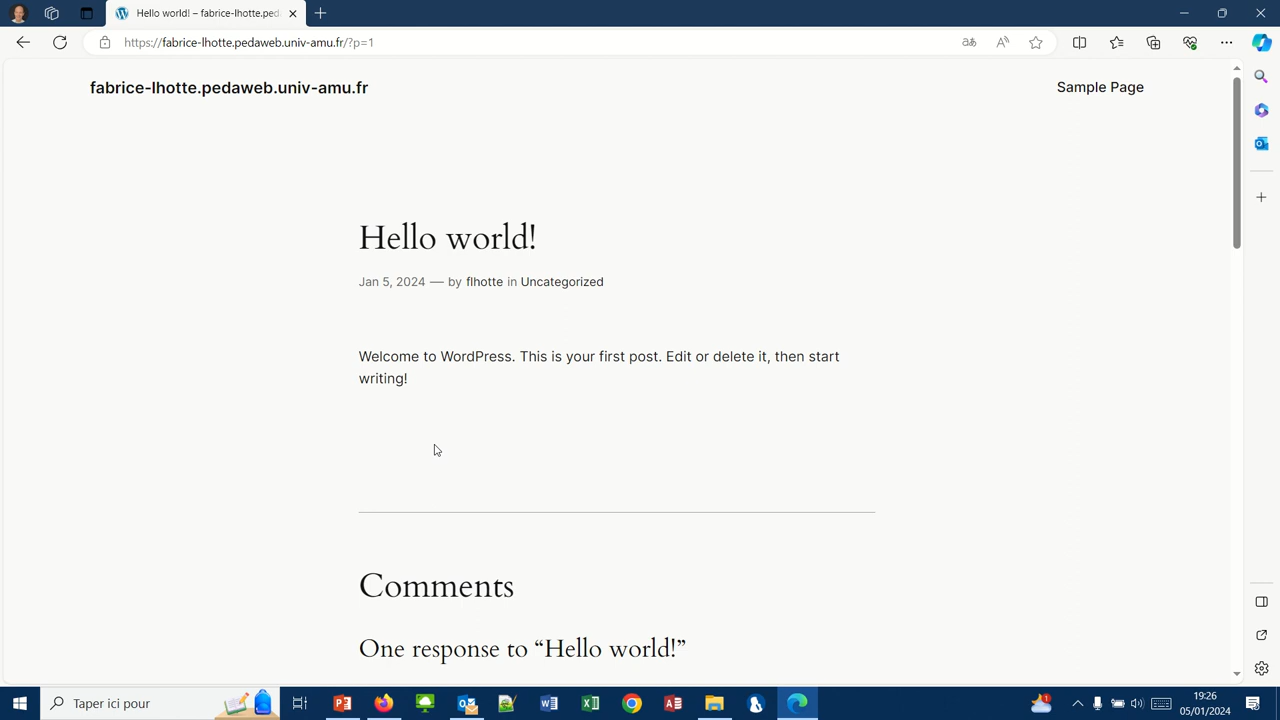 Hello world! – fabrice-lhotte.ped
https://fabrice-lhotte.pedaweb.univ-amu.fr/?p=1
fabrice-lhotte.pedaweb.univ-amu.fr
Sample Page
Hello world!
Jan 5, 2024 — by flhotte in Uncategorized
Welcome to WordPress. This is your first post. Edit or delete it, then start
writing!
Comments
One response to “Hello world!”
Taper ici pour
19:26
05/01/2024